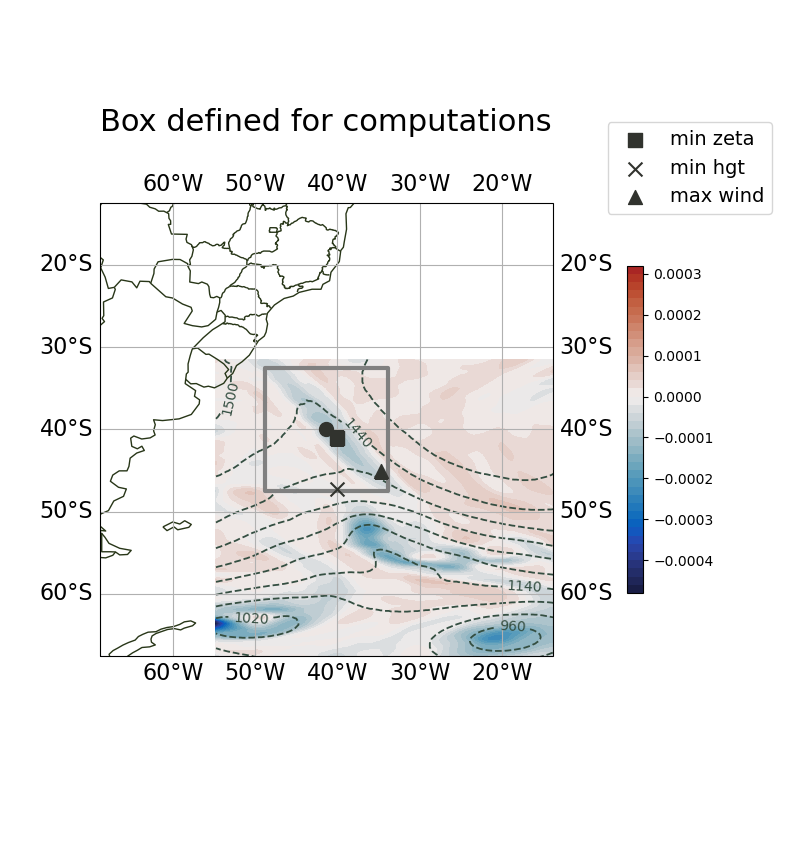 Box defined for computations
min zeta
min hgt
max wind
60°W 50°W 40°W 30°W 20°W
20°S 20°S
30°S 30°S
40°S 40°S
50°S 50°S
60°S 60°S
1500
1440
1140
1020
960
60°W 50°W 40°W 30°W 20°W
0.0003
0.0002
0.0001
0.0000
−0.0001
−0.0002
−0.0003
−0.0004